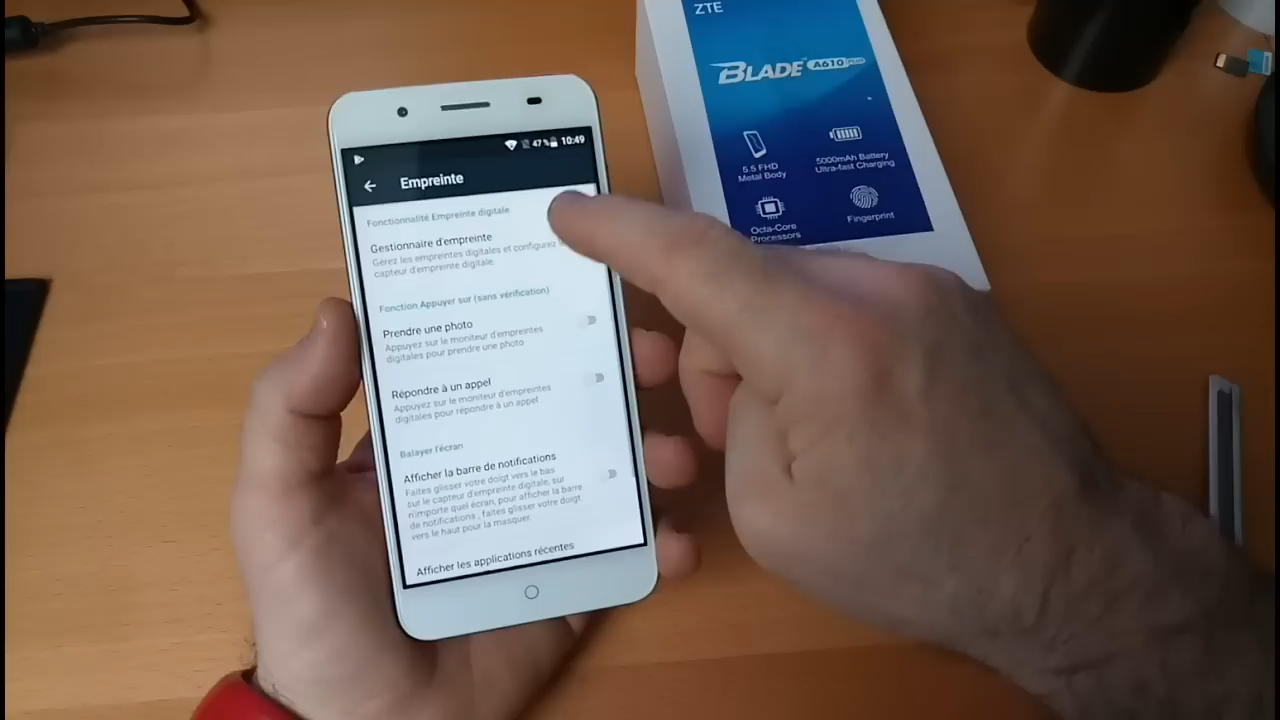 ZTE
BLADE A610 PLUS
5.5 FHD
Metal Body
5000mAh Battery
Ultra-fast Charging
Octa-Core
Processors
Fingerprint
47 % 10:49
Empreinte
Fonctionnalité Empreinte digitale
Gestionnaire d'empreinte
Gérez les empreintes digitales et configurez
capteur d'empreinte digitale.
Fonction Appuyer sur (sans vérification)
Prendre une photo
Appuyez sur le moniteur d'empreintes
digitales pour prendre une photo
Répondre à un appel
Appuyez sur le moniteur d'empreintes
digitales pour répondre à un appel
Balayer l'écran
Afficher la barre de notifications
Faites glisser votre doigt vers le bas
sur le capteur d'empreinte digitale, sur
n'importe quel écran, pour afficher la barre
de notifications ; faites glisser votre doigt
vers le haut pour la masquer.
Afficher les applications récentes